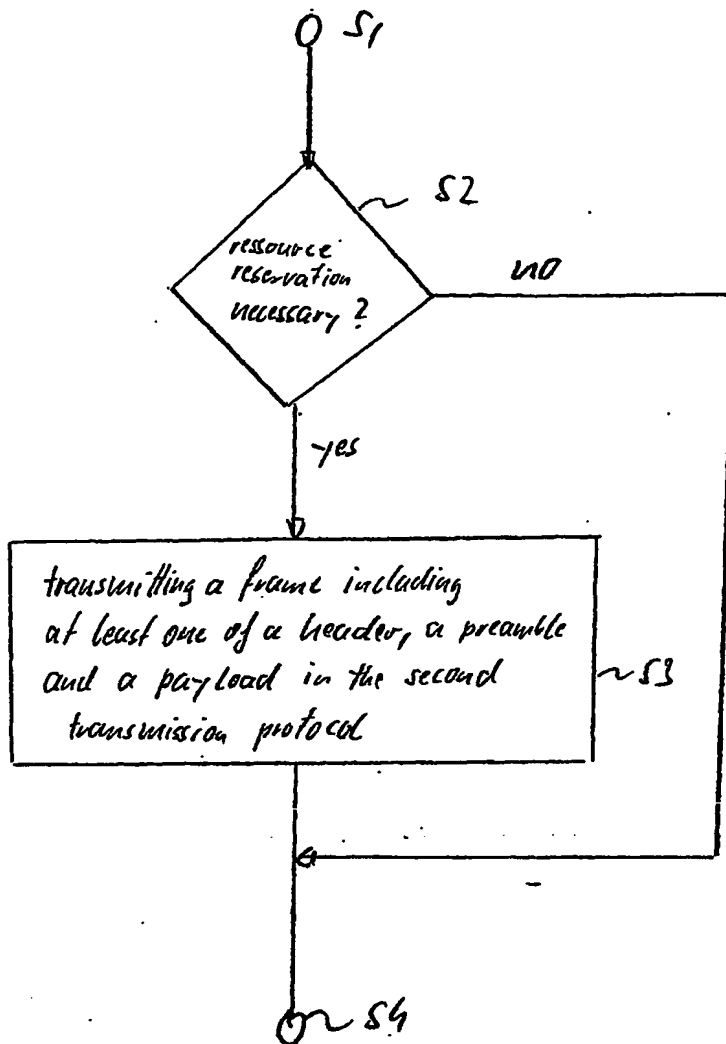 S1
S2
ressource
reservation
necessary?
no
yes
transmitting a frame including
at least one of a header, a preamble
and a payload in the second
transmission protocol
S3
S4